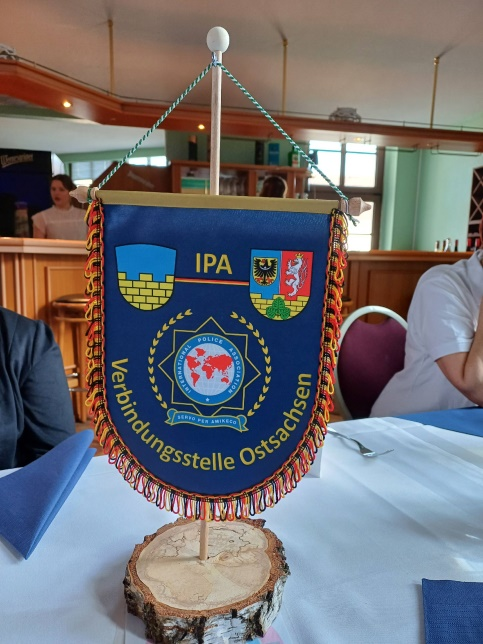 IPA
INTERNATIONAL POLICE ASSOCIATION
SERVO PER AMIKECO
Verbindungsstelle Ostsachsen